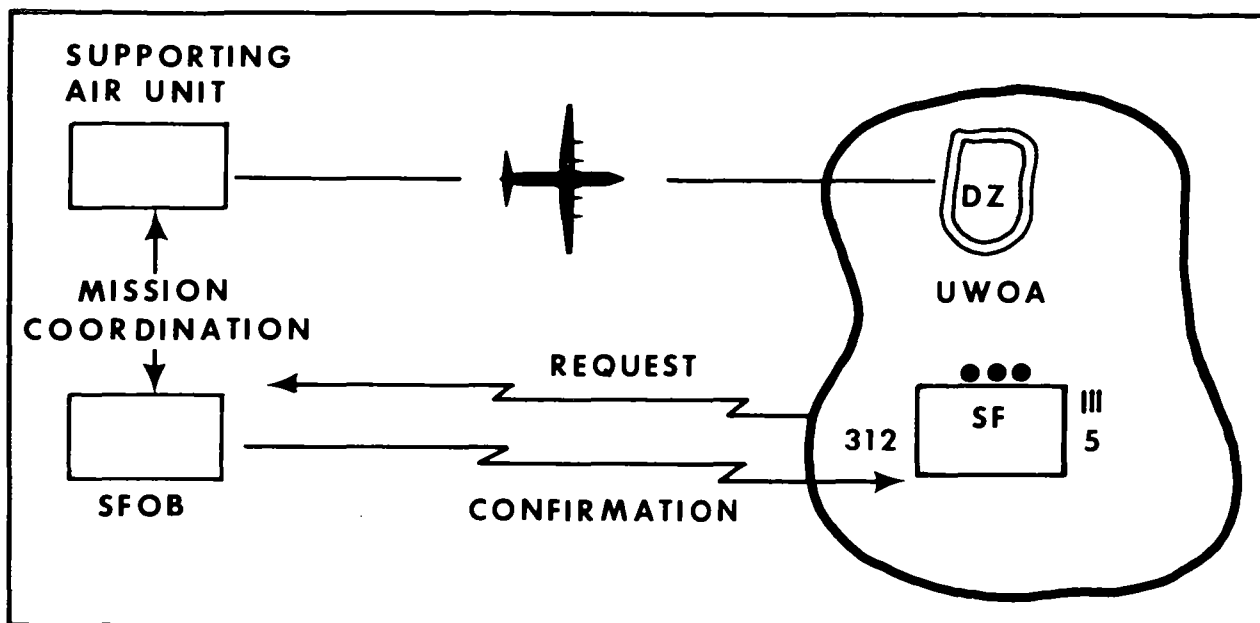 SUPPORTING
AIR UNIT
DZ
UWOA
MISSION
COORDINATION
REQUEST
SF
312
III
5
SFOB
CONFIRMATION